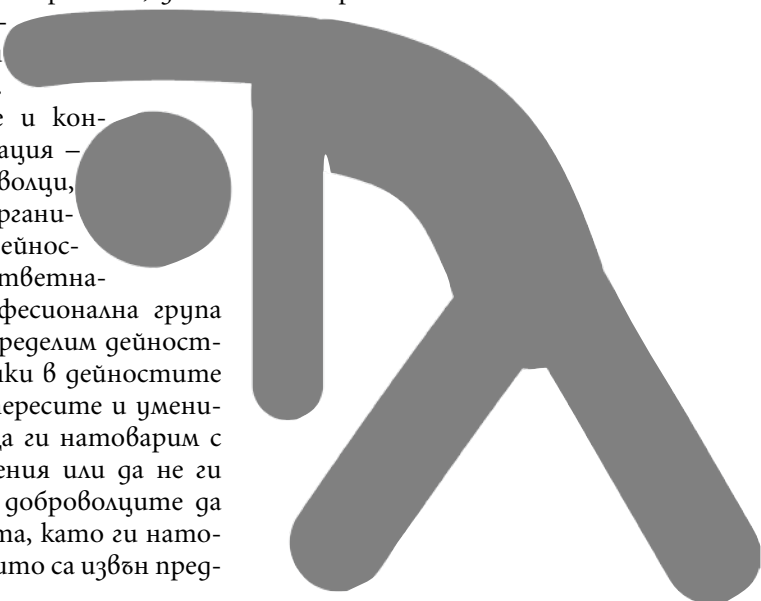 е и кон-
ация –
волци,
ргани-
ейнос-
тветна-
фесионална група
ределим дейност-
ики в дейностите
тересите и умени-
да ги натоварим с
ения или да не ги
доброволците да
та, като ги нато-
ито са извън пред-